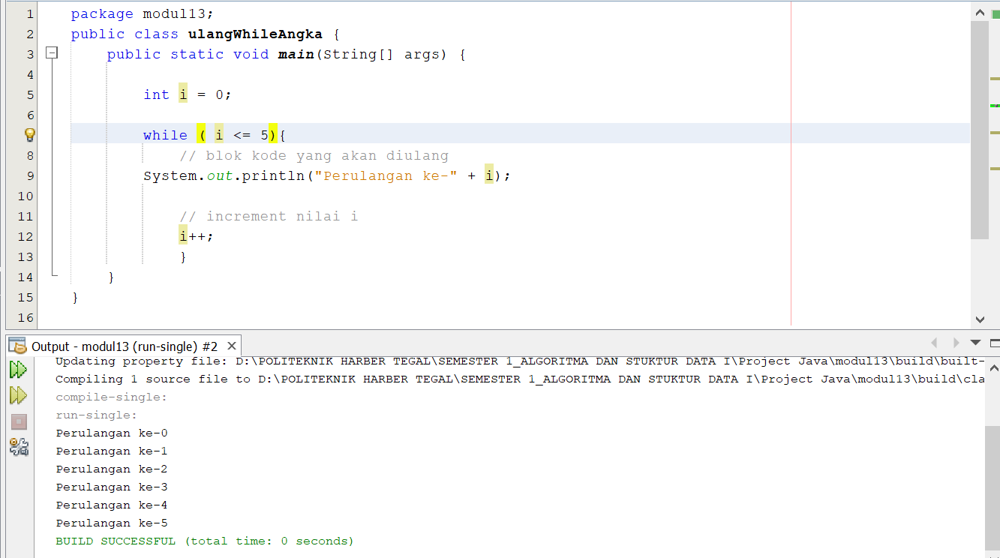 1 package modul13;
2 public class ulangWhileAngka {
3 public static void main(String[] args) {
4
5 int i = 0;
6
while ( i <= 5){
8 // blok kode yang akan diulang
9 System.out.println("Perulangan ke-" + i);
10
11 // increment nilai i
12 i++;
13 }
14 }
15 }
16
Output - modul13 (run-single) #2
Updating property file: D:\POLITEKNIK HARBER TEGAL\SEMESTER 1_ALGORITMA DAN STUKTUR DATA I\Project Java\modul13\build\built-
Compiling 1 source file to D:\POLITEKNIK HARBER TEGAL\SEMESTER 1_ALGORITMA DAN STUKTUR DATA I\Project Java\modul13\build\cla
compile-single:
run-single:
Perulangan ke-0
Perulangan ke-1
Perulangan ke-2
Perulangan ke-3
Perulangan ke-4
Perulangan ke-5
BUILD SUCCESSFUL (total time: 0 seconds)